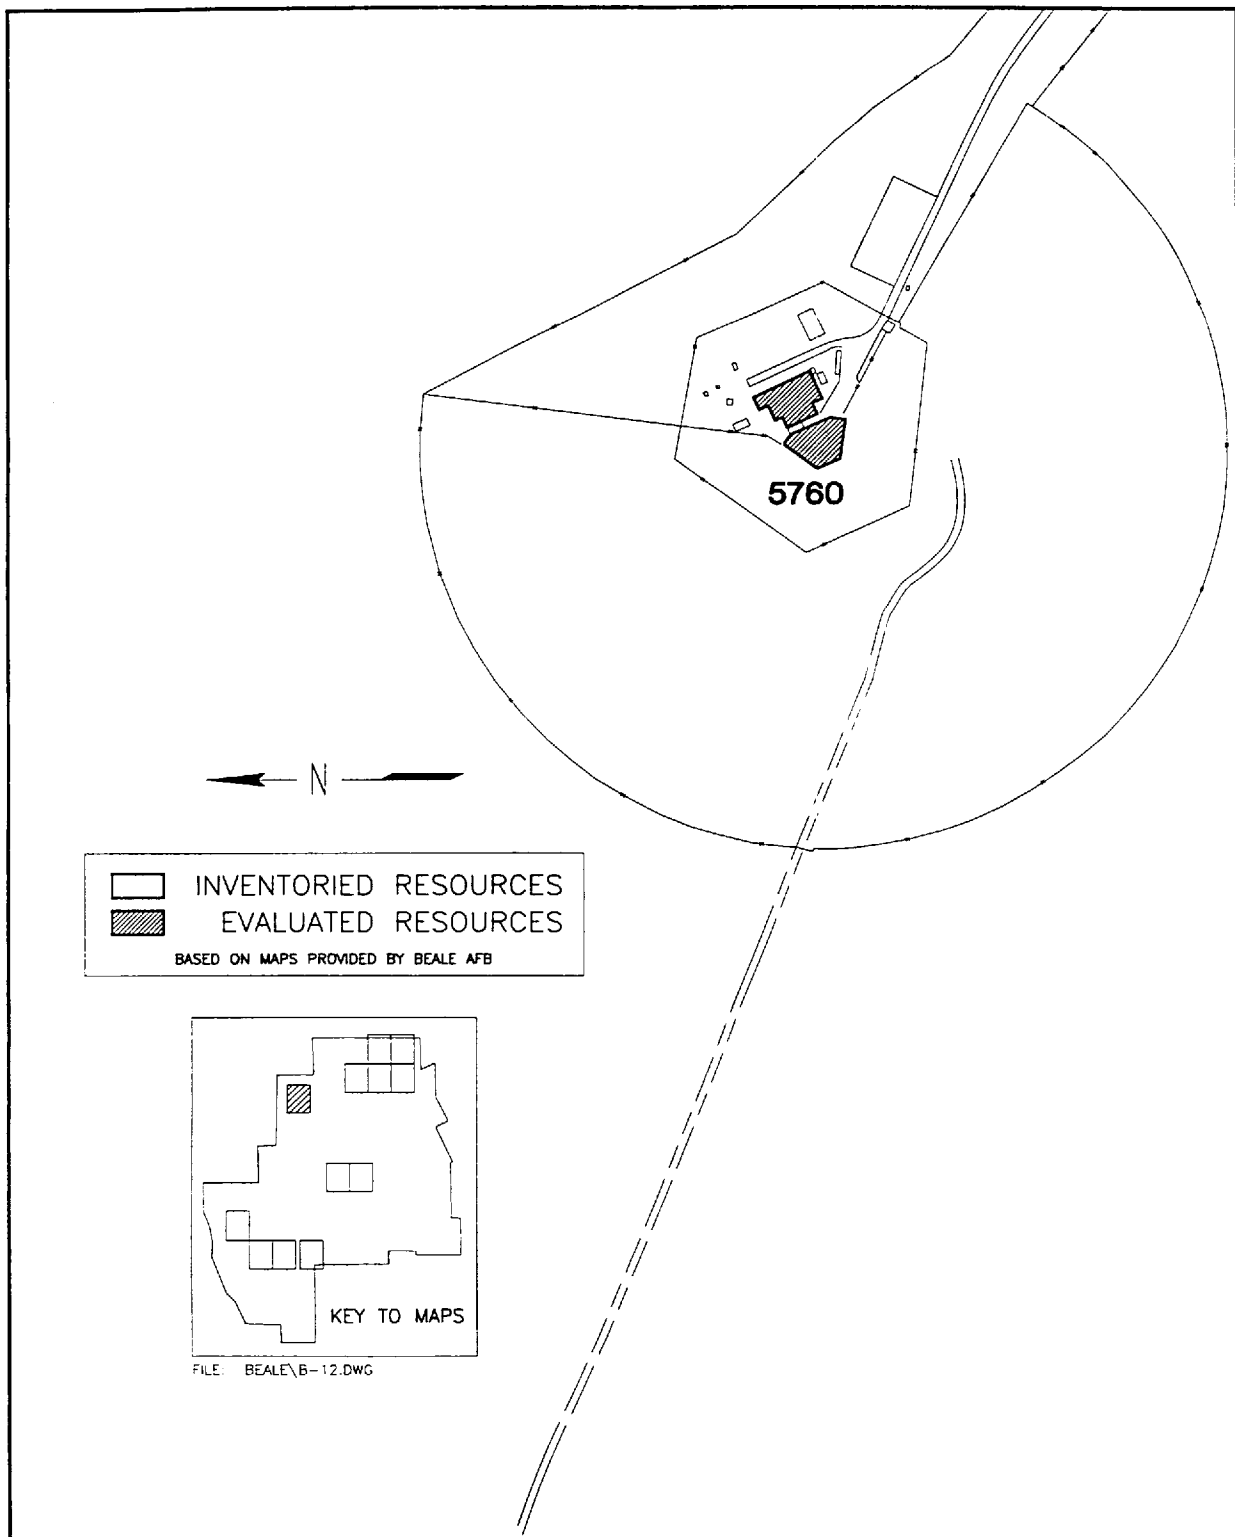 5760
N
INVENTORIED RESOURCES
EVALUATED RESOURCES
BASED ON MAPS PROVIDED BY BEALE AFB
KEY TO MAPS
FILE: BEALE\B-12.DWG